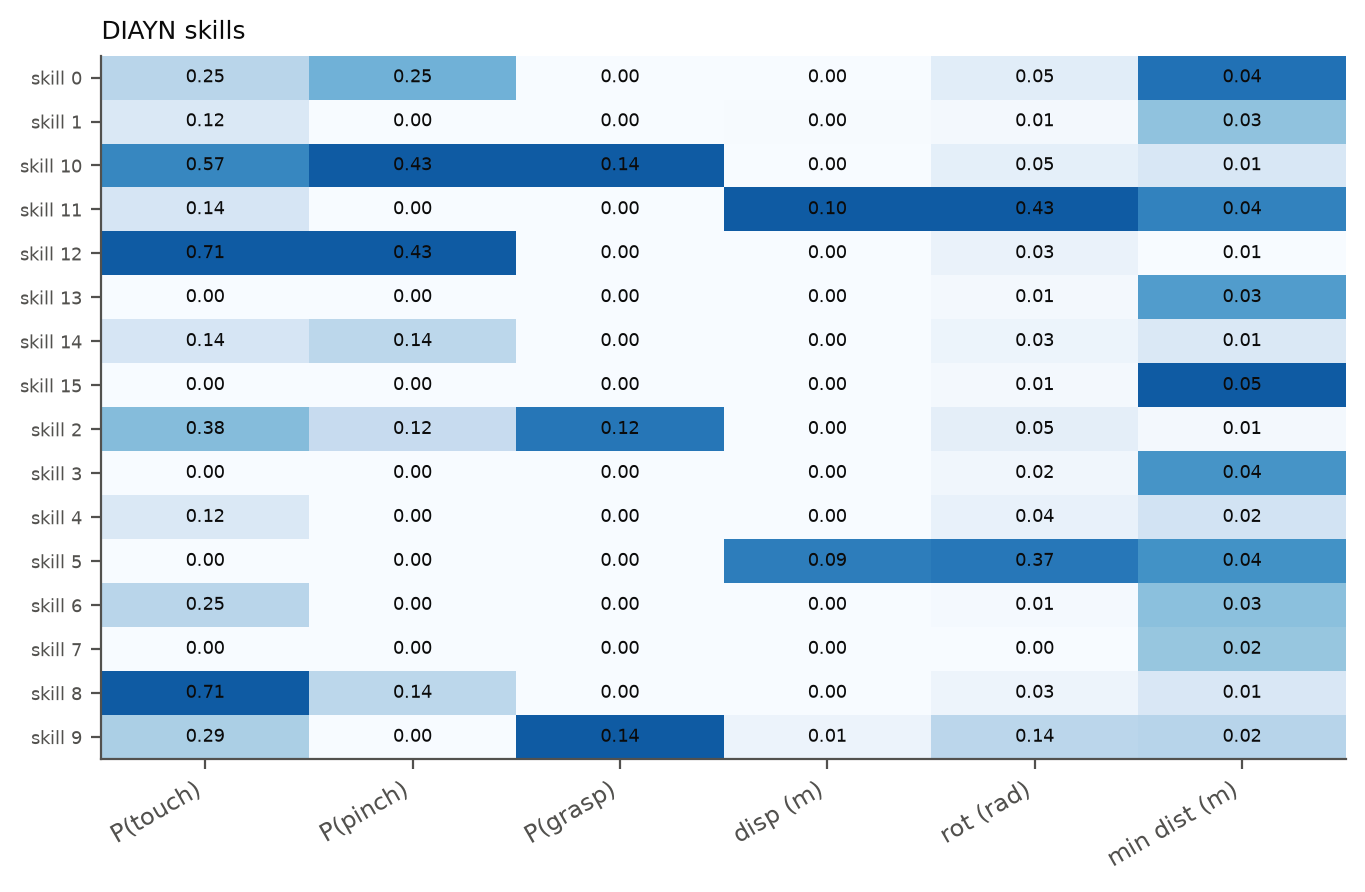 DIAYN skills
skill 0 0.25 0.25 0.00 0.00 0.05 0.04
skill 1 0.12 0.00 0.00 0.00 0.01 0.03
skill 10 0.57 0.43 0.14 0.00 0.05 0.01
skill 11 0.14 0.00 0.00 0.10 0.43 0.04
skill 12 0.71 0.43 0.00 0.00 0.03 0.01
skill 13 0.00 0.00 0.00 0.00 0.01 0.03
skill 14 0.14 0.14 0.00 0.00 0.03 0.01
skill 15 0.00 0.00 0.00 0.00 0.01 0.05
skill 2 0.38 0.12 0.12 0.00 0.05 0.01
skill 3 0.00 0.00 0.00 0.00 0.02 0.04
skill 4 0.12 0.00 0.00 0.00 0.04 0.02
skill 5 0.00 0.00 0.00 0.09 0.37 0.04
skill 6 0.25 0.00 0.00 0.00 0.01 0.03
skill 7 0.00 0.00 0.00 0.00 0.00 0.02
skill 8 0.71 0.14 0.00 0.00 0.03 0.01
skill 9 0.29 0.00 0.14 0.01 0.14 0.02
P(touch) P(pinch) P(grasp) disp (m) rot (rad) min dist (m)